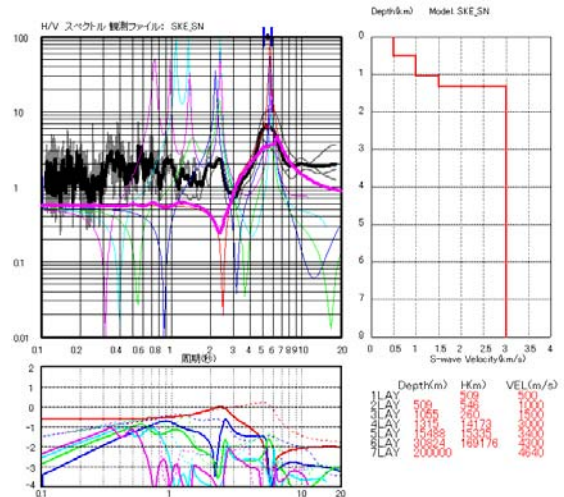 H/V スペクトル 観測ファイル: SKE_SN
Depth(km) Model: SKE_SN
100
10
1
0.1
0.01
0.1 0.2 0.4 0.6 0.8 1 2 3 4 5 6 7 8 9 10 20
周期(秒)
0
1
2
3
4
5
6
7
8
0 0.5 1 1.5 2 2.5 3 3.5 4
S-wave Velocity(km/s)
2
1
0
-1
-2
-3
-4
0.1 1 10 20
Depth(m) H(m) VEL(m/s)
1LAY 509 500
2LAY 509 546 1000
3LAY 1055 260 1500
4LAY 1315 14173 3000
5LAY 15488
6LAY 30824 169176 4300
7LAY 200000 4640